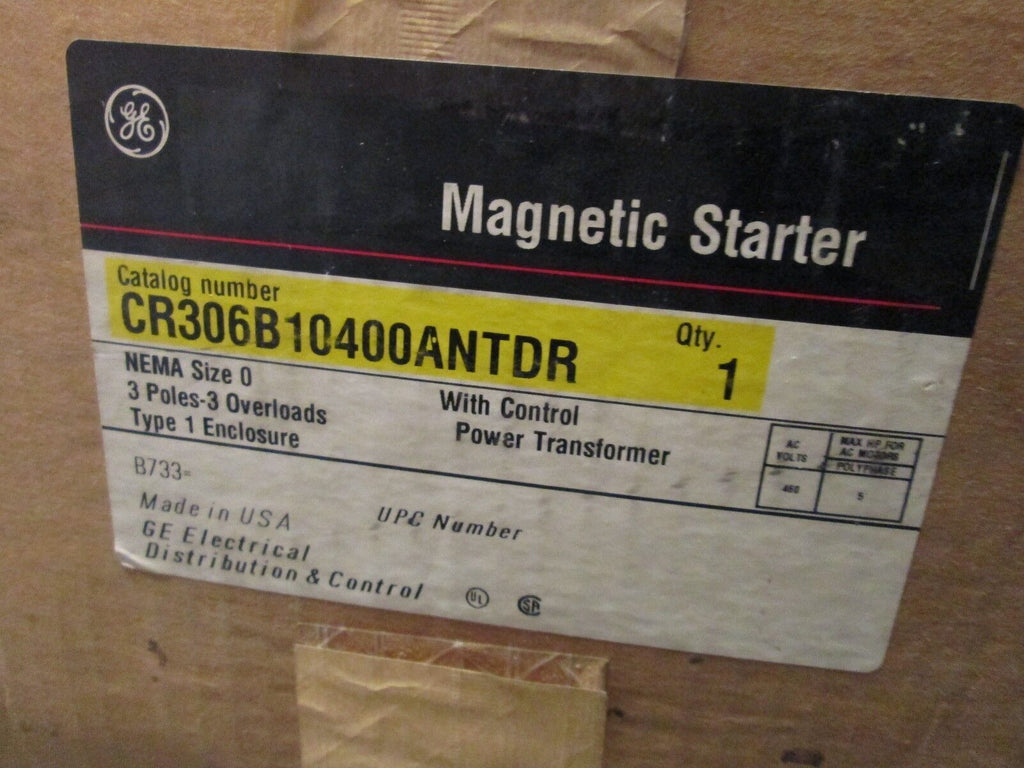 GE
Magnetic Starter
Catalog number
CR306B10400ANTDR
Qty.
1
NEMA Size 0
3 Poles-3 Overloads
Type 1 Enclosure
With Control
Power Transformer
AC
VOLTS
MAX HP FOR
AC MOTORS
POLYPHASE
460
5
B733-
Made in USA
UPC Number
GE Electrical
Distribution & Control
UL
SA